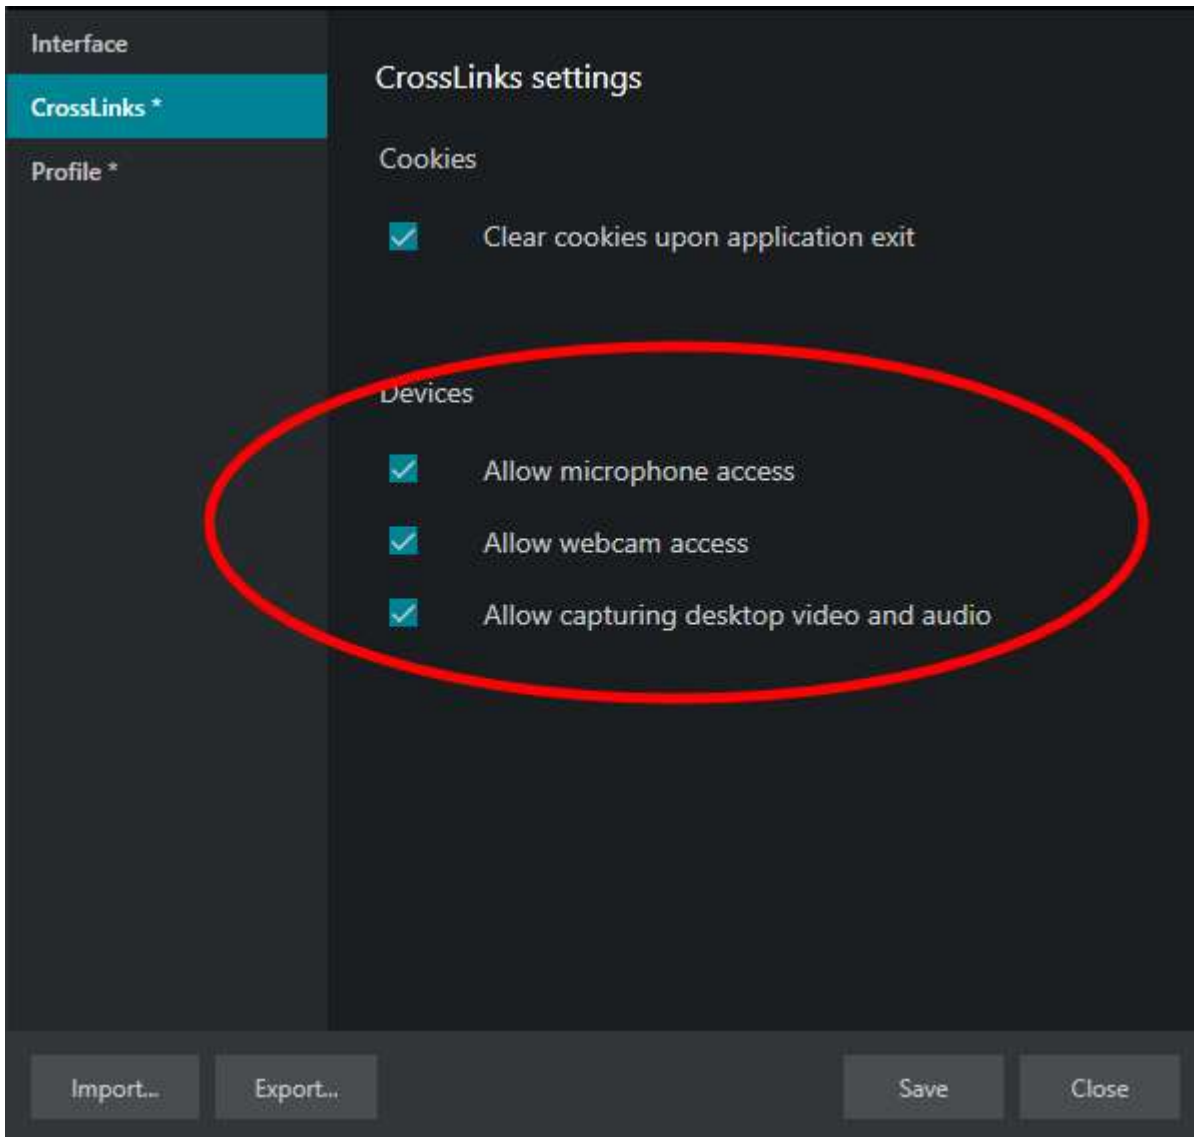 Interface
CrossLinks *
Profile *
CrossLinks settings
Cookies
Clear cookies upon application exit
Devices
Allow microphone access
Allow webcam access
Allow capturing desktop video and audio
Import...
Export...
Save
Close